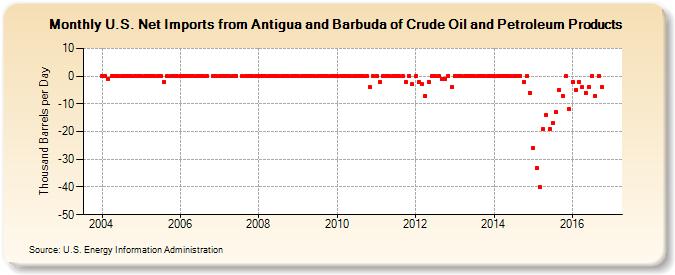 Monthly U.S. Net Imports from Antigua and Barbuda of Crude Oil and Petroleum Products
Thousand Barrels per Day
10
0
-10
-20
-30
-40
-50
2004 2006 2008 2010 2012 2014 2016
Source: U.S. Energy Information Administration